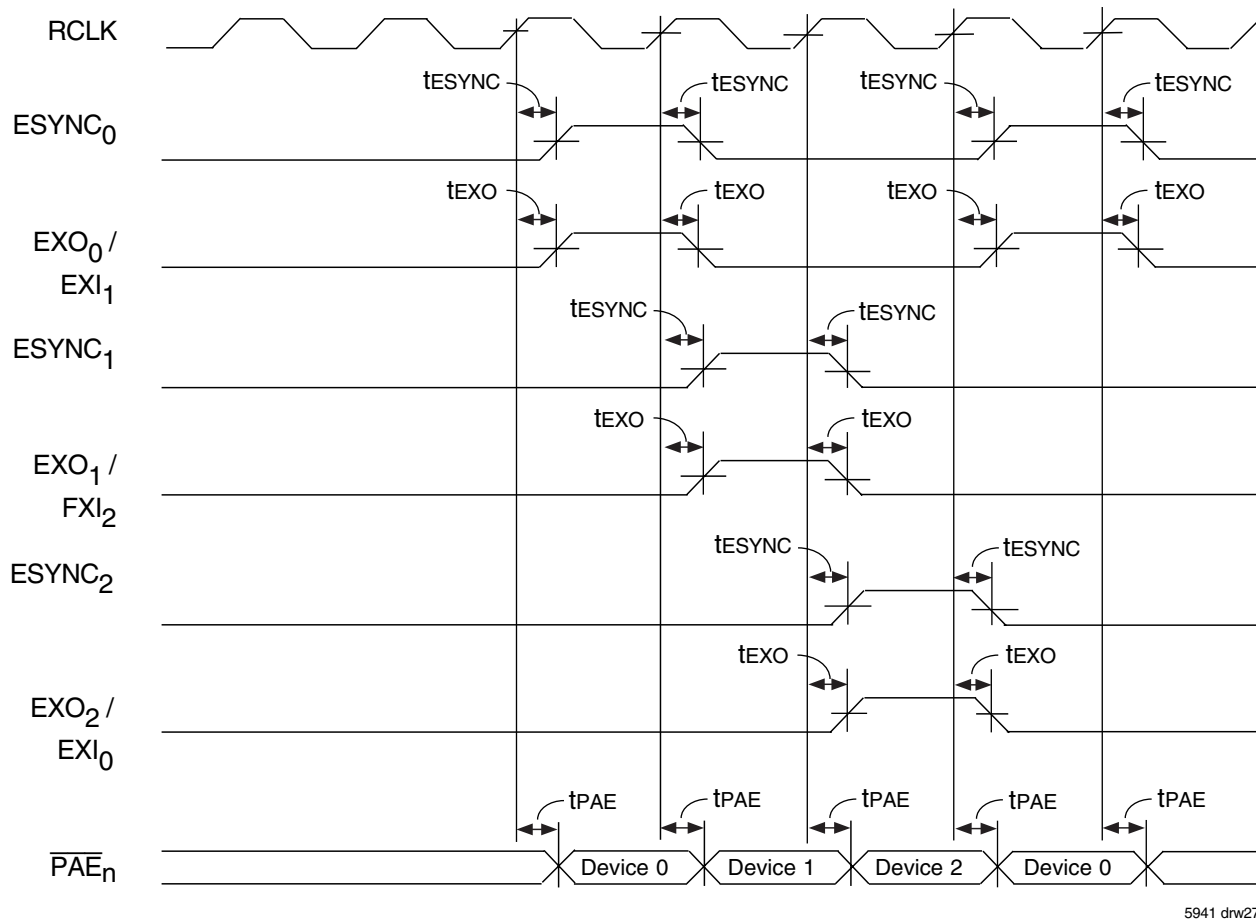 RCLK
tESYNC tESYNC tESYNC tESYNC
ESYNC0
tEXO tEXO tEXO tEXO
EXO0 /
EXI1
tESYNC tESYNC
ESYNC1
tEXO tEXO
EXO1 /
FXI2
tESYNC tESYNC
ESYNC2
tEXO tEXO
EXO2 /
EXI0
tPAE tPAE tPAE tPAE tPAE
PAEn Device 0 Device 1 Device 2 Device 0
5941 drw27